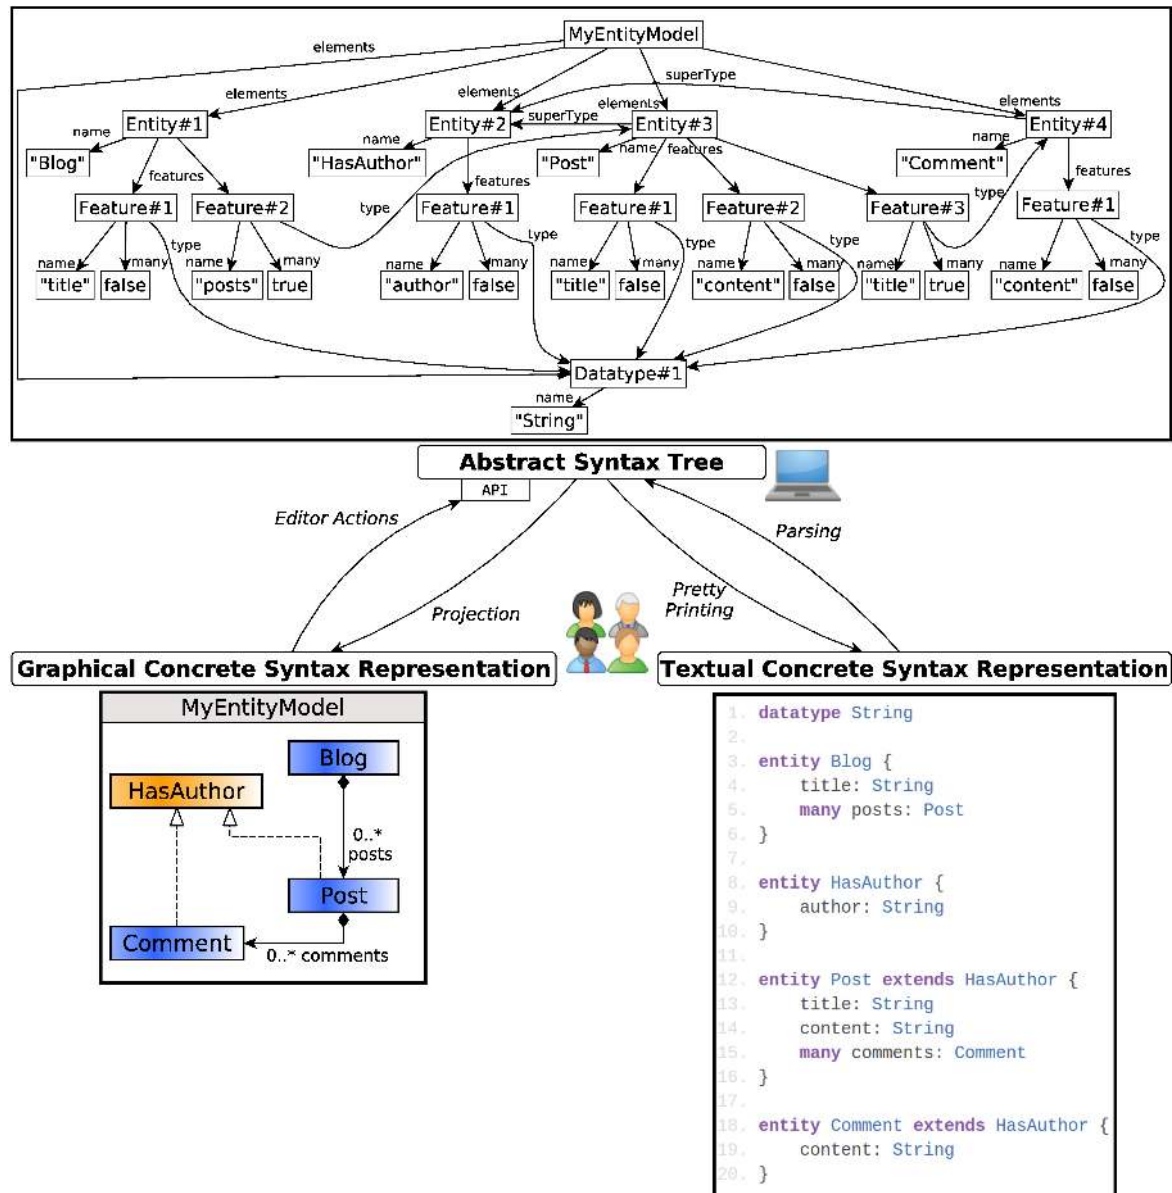 MyEntityModel
elements
superType
elements
elements
elements
elements
Entity#1
Entity#2
superType
Entity#3
Entity#4
name
name
name
features
name
"Blog"
"HasAuthor"
"Post"
"Comment"
features
features
features
Feature#1
Feature#2
type
Feature#1
Feature#1
Feature#2
Feature#3
type
Feature#1
type
type
type
type
type
name
many
name
many
name
many
name
many
name
many
name
many
name
many
"title"
false
"posts"
true
"author"
false
"title"
false
"content"
false
"title"
true
"content"
false
Datatype#1
name
"String"
Abstract Syntax Tree
API
Editor Actions
Parsing
Projection
Pretty
Printing
Graphical Concrete Syntax Representation
Textual Concrete Syntax Representation
MyEntityModel
Blog
HasAuthor
0..*
posts
Post
Comment
0..* comments
1. datatype String
2.
3. entity Blog {
4.     title: String
5.     many posts: Post
6. }
7.
8. entity HasAuthor {
9.     author: String
10. }
11.
12. entity Post extends HasAuthor {
13.     title: String
14.     content: String
15.     many comments: Comment
16. }
17.
18. entity Comment extends HasAuthor {
19.     content: String
20. }